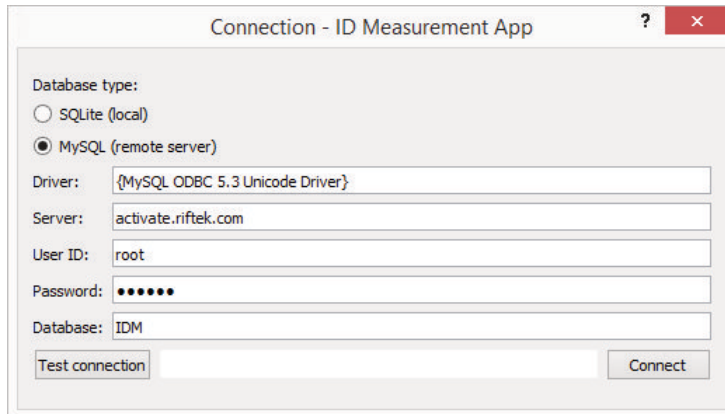 Connection - ID Measurement App ?
Database type:
SQLite (local)
MySQL (remote server)
Driver: {MySQL ODBC 5.3 Unicode Driver}
Server: activate.riftek.com
User ID: root
Password: ●●●●●●
Database: IDM
Test connection Connect